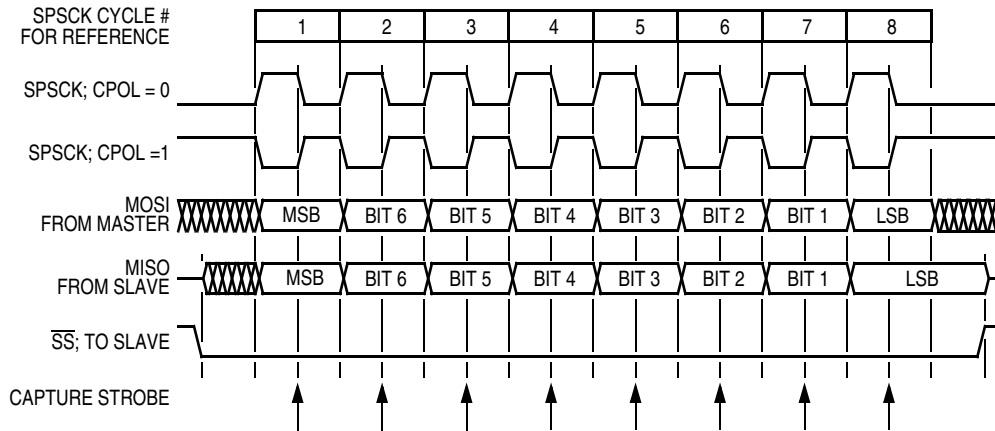 SPSCK CYCLE #
FOR REFERENCE
1 2 3 4 5 6 7 8
SPSCK; CPOL = 0
SPSCK; CPOL =1
MOSI
FROM MASTER
MSB BIT 6 BIT 5 BIT 4 BIT 3 BIT 2 BIT 1 LSB
MISO
FROM SLAVE
MSB BIT 6 BIT 5 BIT 4 BIT 3 BIT 2 BIT 1 LSB
SS; TO SLAVE
CAPTURE STROBE